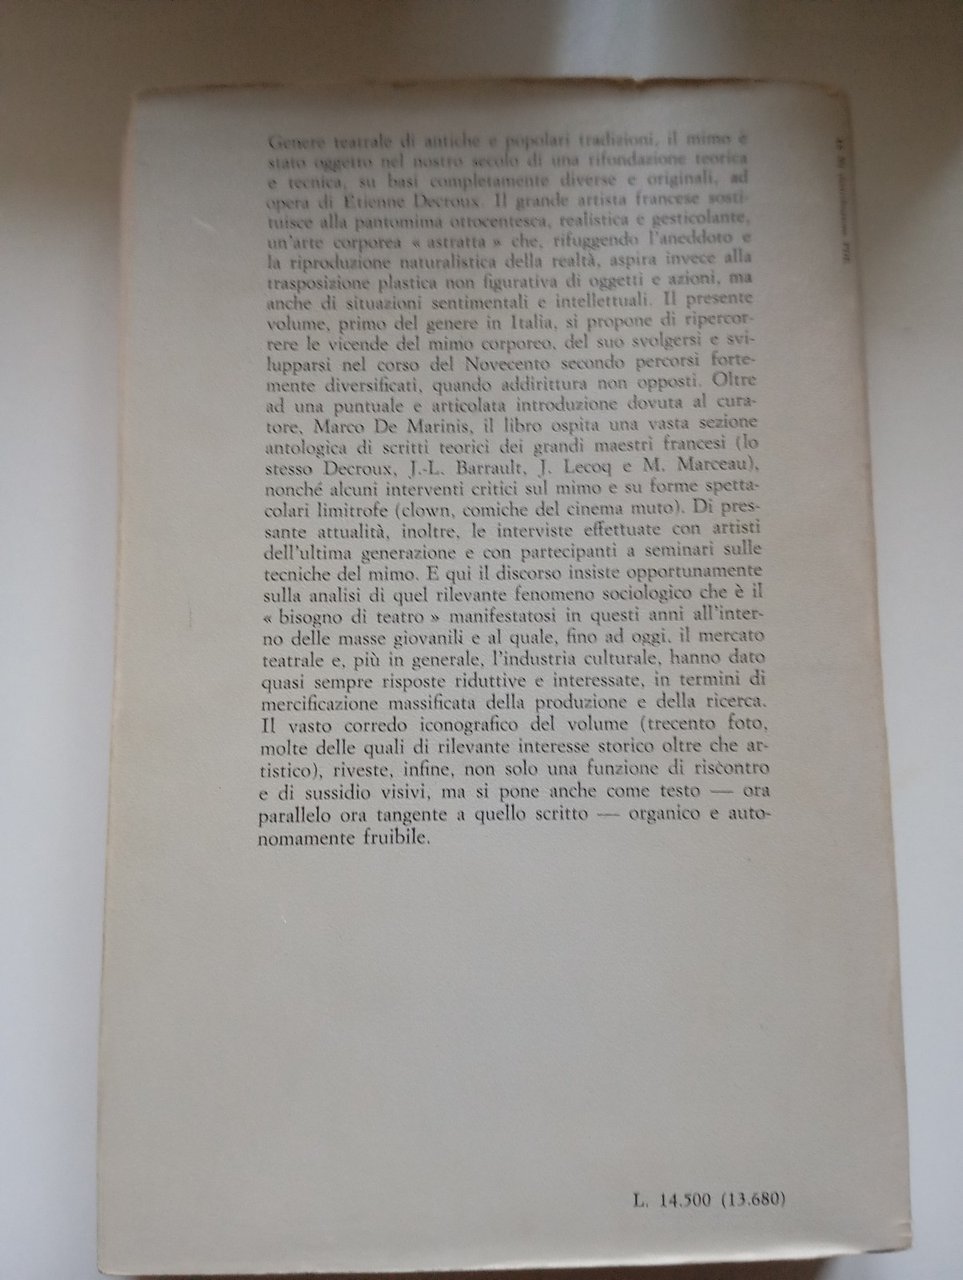 Genere teatrale di antiche e popolari tradizioni, il mimo è
stato oggetto nel nostro secolo di una rifondazione teorica
e tecnica, su basi completamente diverse e originali, ad
opera di Etienne Decroux. Il grande artista francese sosti-
tuisce alla pantomima ottocentesca, realistica e gesticolante,
un'arte corporea « astratta » che, rifuggendo l'aneddoto e
la riproduzione naturalistica della realtà, aspira invece alla
trasposizione plastica non figurativa di oggetti e azioni, ma
anche di situazioni sentimentali e intellettuali. Il presente
volume, primo del genere in Italia, si propone di ripercor-
rere le vicende del mimo corporeo, del suo svolgersi e svi-
lupparsi nel corso del Novecento secondo percorsi forte-
mente diversificati, quando addirittura non opposti. Oltre
ad una puntuale e articolata introduzione dovuta al cura-
tore, Marco De Marinis, il libro ospita una vasta sezione
antologica di scritti teorici dei grandi maestri francesi (lo
stesso Decroux, J.-L. Barrault, J. Lecoq e M. Marceau),
nonché alcuni interventi critici sul mimo e su forme spetta-
colari limitrofe (clown, comiche del cinema muto). Di pres-
sante attualità, inoltre, le interviste effettuate con artisti
dell'ultima generazione e con partecipanti a seminari sulle
tecniche del mimo. E qui il discorso insiste opportunamente
sulla analisi di quel rilevante fenomeno sociologico che è il
« bisogno di teatro » manifestatosi in questi anni all'inter-
no delle masse giovanili e al quale, fino ad oggi, il mercato
teatrale e, più in generale, l'industria culturale, hanno dato
quasi sempre risposte riduttive e interessate, in termini di
mercificazione massificata della produzione e della ricerca.
Il vasto corredo iconografico del volume (trecento foto,
molte delle quali di rilevante interesse storico oltre che ar-
tistico), riveste, infine, non solo una funzione di riscontro
e di sussidio visivi, ma si pone anche come testo — ora
parallelo ora tangente a quello scritto — organico e auto-
nomamente fruibile.
L. 14.500 (13.680)